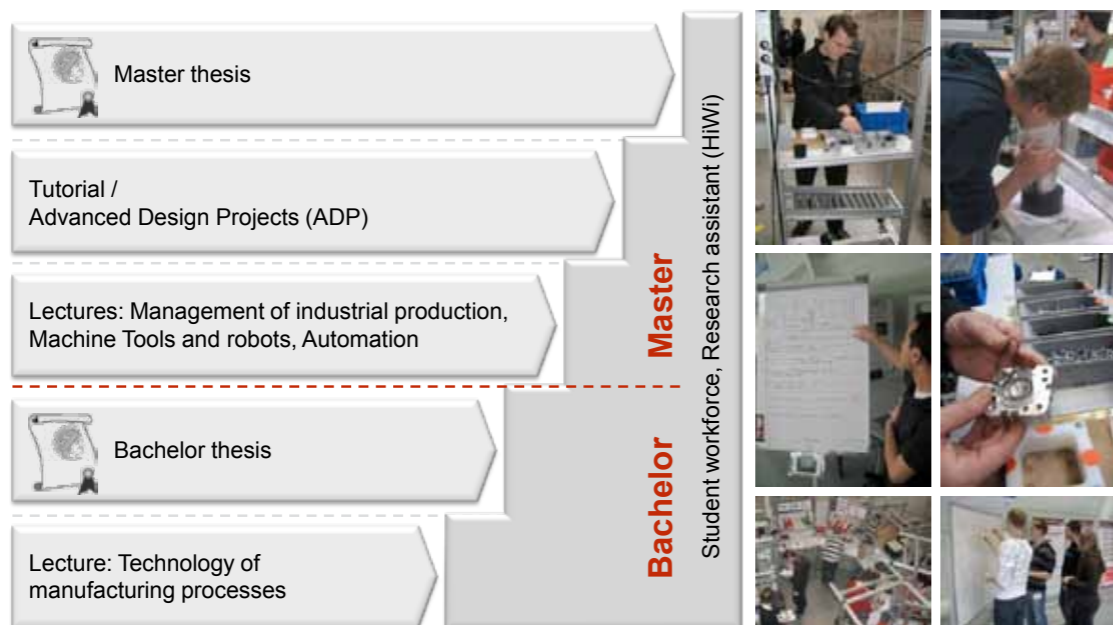 Master thesis
Tutorial /
Advanced Design Projects (ADP)
Lectures: Management of industrial production,
Machine Tools and robots, Automation
Bachelor thesis
Lecture: Technology of
manufacturing processes
Master
Bachelor
Student workforce, Research assistant (HiWi)